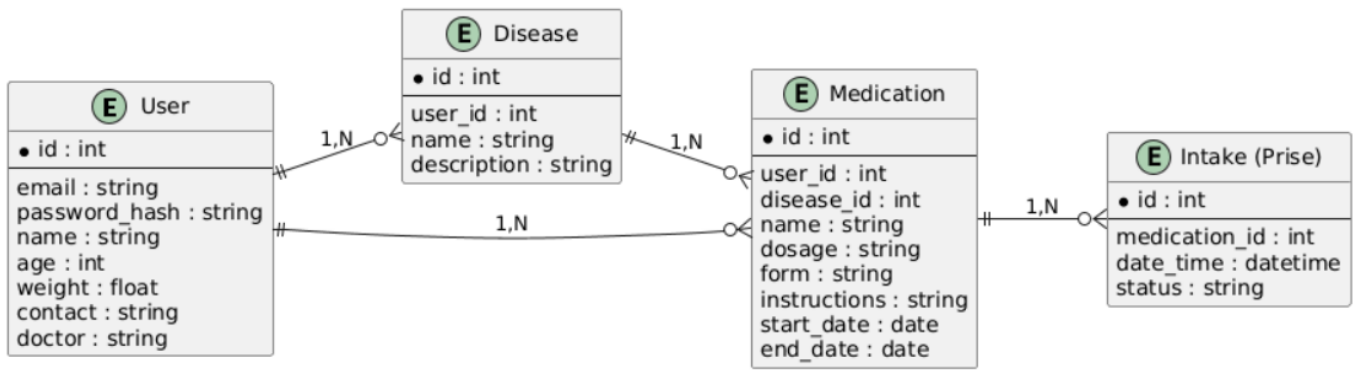 E User
* id : int
email : string
password_hash : string
name : string
age : int
weight : float
contact : string
doctor : string
1,N
1,N
E Disease
* id : int
user_id : int
name : string
description : string
1,N
E Medication
* id : int
user_id : int
disease_id : int
name : string
dosage : string
form : string
instructions : string
start_date : date
end_date : date
1,N
E Intake (Prise)
* id : int
medication_id : int
date_time : datetime
status : string